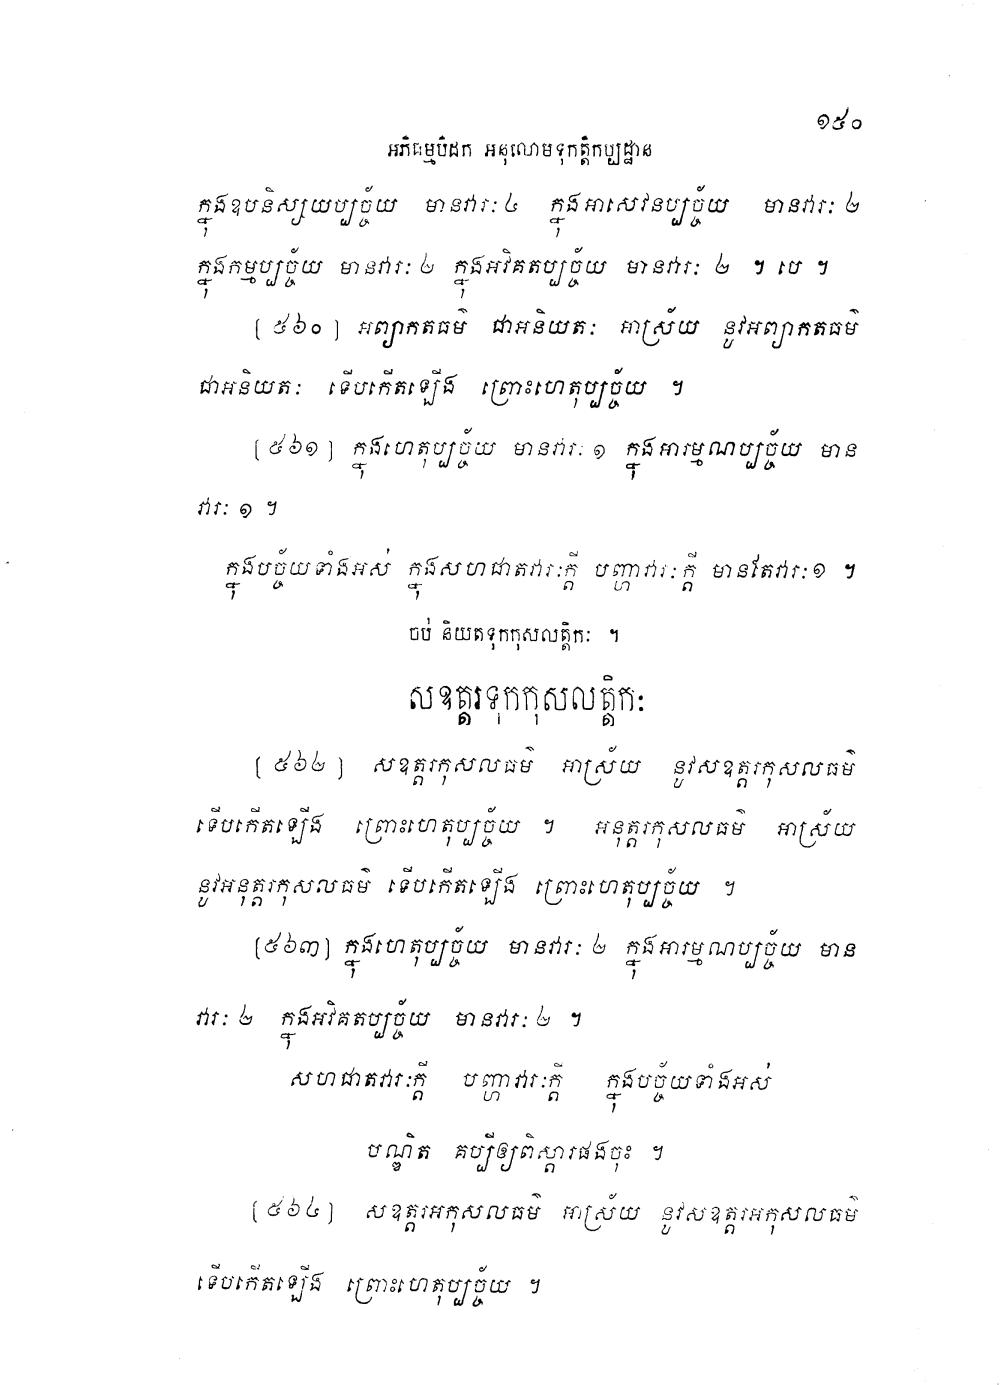 ១៥០
អភិធម្មបិដក អនុលោមទុកត្តិកប្បដ្ឋាន
ក្នុងឧបនិស្សយប្បច្ច័យ មានវារៈ ៤ ក្នុងអាសេវនប្បច្ច័យ មានវារៈ ២
ក្នុងកម្មប្បច្ច័យ មានវារៈ ២ ក្នុងអវិគតប្បច្ច័យ មានវារៈ ២ ។ បេ ។
[ ៥៦០ ] អព្យាកតធម៌ ជាអនិយតៈ អាស្រ័យ នូវអព្យាកតធម៌
ជាអនិយតៈ ទើបកើតឡើង ព្រោះហេតុប្បច្ច័យ ។
[ ៥៦១ ] ក្នុងហេតុប្បច្ច័យ មានវារៈ ១ ក្នុងអារម្មណប្បច្ច័យ មាន
វារៈ ១ ។
ក្នុងបច្ច័យទាំងអស់ ក្នុងសហជាតវារៈក្តី បញ្ហាវារៈក្តី មានតែវារៈ ១ ។
ចប់ និយតទុកកុសលត្តិកៈ ។
សឧត្តរទុកកុសលត្តិកៈ
[ ៥៦២ ] សឧត្តរកុសលធម៌ អាស្រ័យ នូវសឧត្តរកុសលធម៌
ទើបកើតឡើង ព្រោះហេតុប្បច្ច័យ ។ អនុត្តរកុសលធម៌ អាស្រ័យ
នូវអនុត្តរកុសលធម៌ ទើបកើតឡើង ព្រោះហេតុប្បច្ច័យ ។
[ ៥៦៣ ] ក្នុងហេតុប្បច្ច័យ មានវារៈ ២ ក្នុងអារម្មណប្បច្ច័យ មាន
វារៈ ២ ក្នុងអវិគតប្បច្ច័យ មានវារៈ ២ ។
សហជាតវារៈក្តី បញ្ហាវារៈក្តី ក្នុងបច្ច័យទាំងអស់
បណ្ឌិត គប្បីឲ្យពិស្តារផងចុះ ។
[ ៥៦៤ ] សឧត្តរអកុសលធម៌ អាស្រ័យ នូវសឧត្តរអកុសលធម៌
ទើបកើតឡើង ព្រោះហេតុប្បច្ច័យ ។